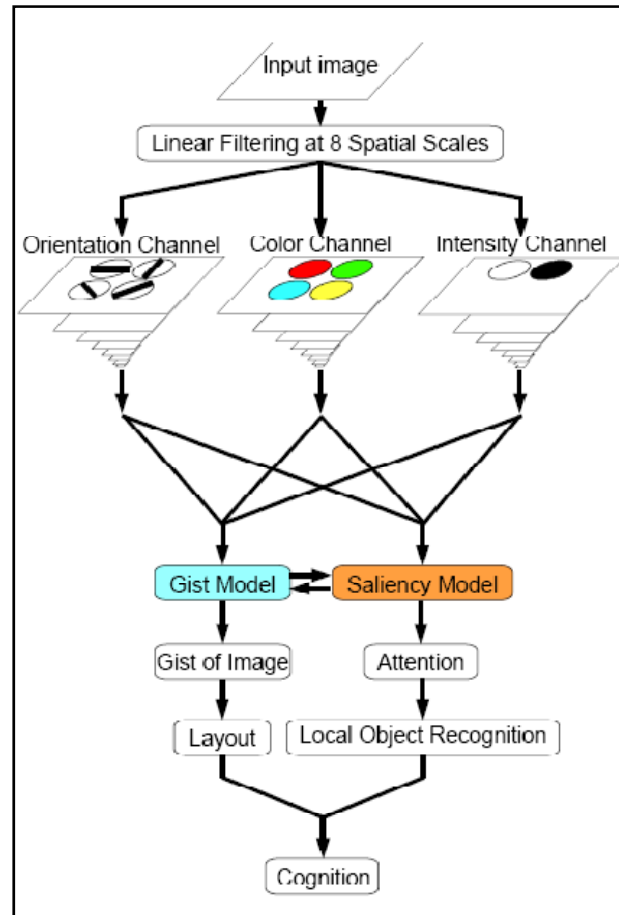 Input image
Linear Filtering at 8 Spatial Scales
Orientation Channel
Color Channel
Intensity Channel
Gist Model
Saliency Model
Gist of Image
Attention
Layout
Local Object Recognition
Cognition